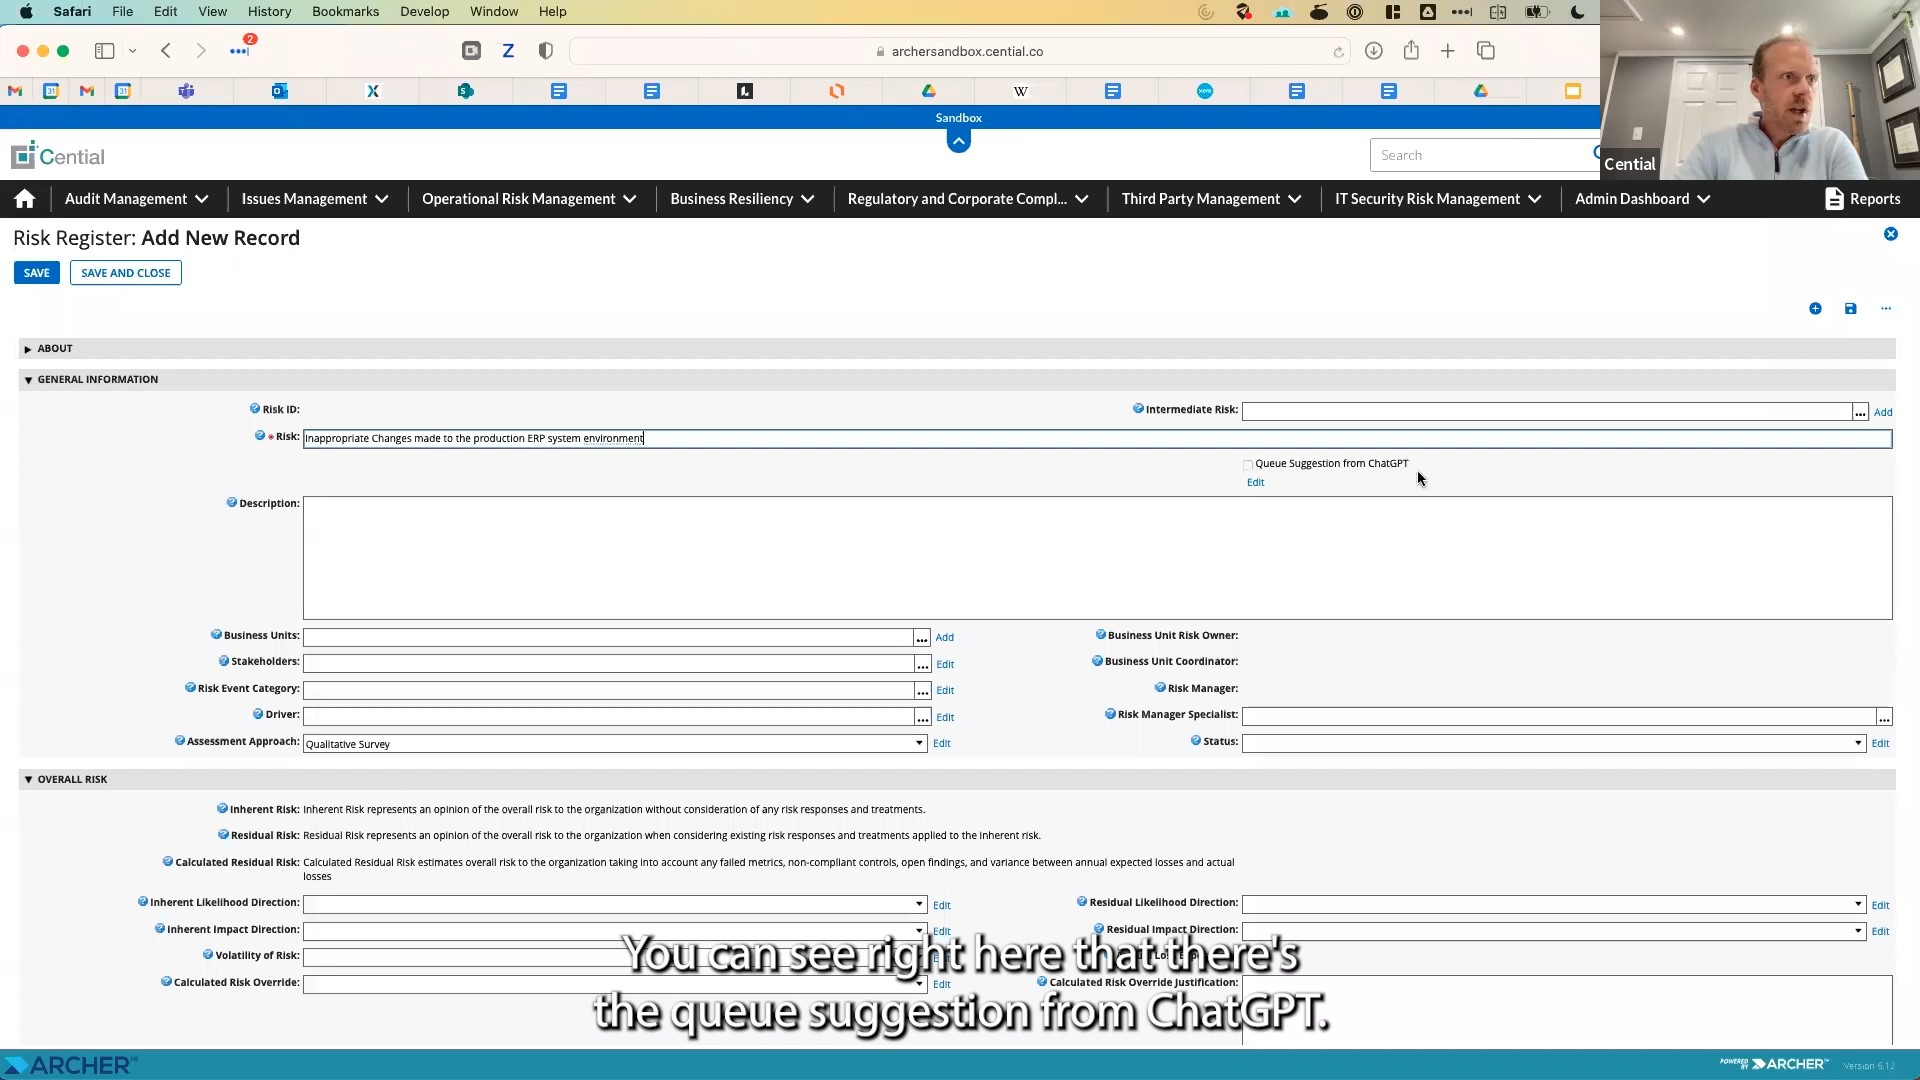 Safari File Edit View History Bookmarks Develop Window Help
2
Z
archersandbox.cential.co
31 31 X L W xero
Sandbox
Cential
Search
Cential
Audit Management Issues Management Operational Risk Management Business Resiliency Regulatory and Corporate Compl... Third Party Management IT Security Risk Management Admin Dashboard Reports
Risk Register: Add New Record
SAVE SAVE AND CLOSE
...
ABOUT
GENERAL INFORMATION
Risk ID: Intermediate Risk: ... Add
Risk: Inappropriate Changes made to the production ERP system environment
Queue Suggestion from ChatGPT
Edit
Description:
Business Units: ... Add Business Unit Risk Owner:
Stakeholders: ... Edit Business Unit Coordinator:
Risk Event Category: ... Edit Risk Manager:
Driver: ... Edit Risk Manager Specialist: ...
Assessment Approach: Qualitative Survey Edit Status: Edit
OVERALL RISK
Inherent Risk: Inherent Risk represents an opinion of the overall risk to the organization without consideration of any risk responses and treatments.
Residual Risk: Residual Risk represents an opinion of the overall risk to the organization when considering existing risk responses and treatments applied to the inherent risk.
Calculated Residual Risk: Calculated Residual Risk estimates overall risk to the organization taking into account any failed metrics, non-compliant controls, open findings, and variance between annual expected losses and actual
losses
Inherent Likelihood Direction: Edit Residual Likelihood Direction: Edit
Inherent Impact Direction: Edit Residual Impact Direction: Edit
Volatility of Risk:
Calculated Risk Override: Edit Calculated Risk Override Justification:
You can see right here that there's
the queue suggestion from ChatGPT.
ARCHER
POWERED BY ARCHER Version 6.12